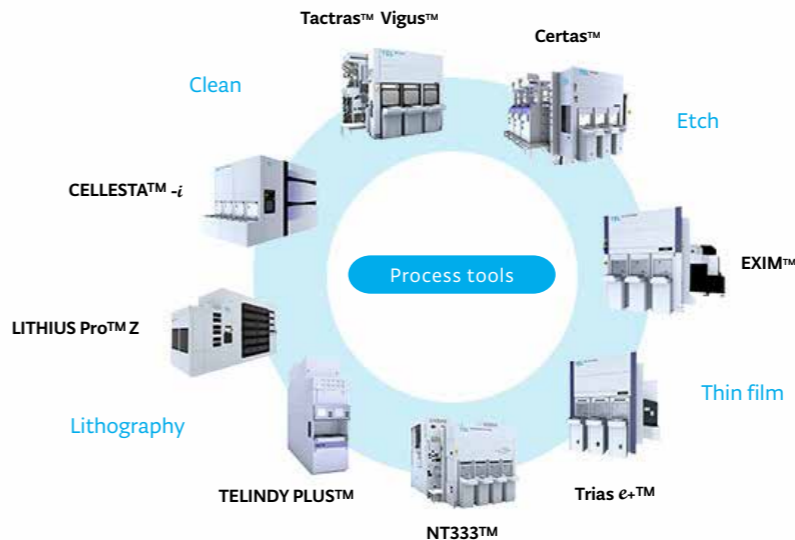 Tactras™ Vigus™
Certas™
Clean
Etch
CELLESTA™ -i
EXIM™
Process tools
LITHIUS Pro™ Z
Thin film
Lithography
TELINDY PLUS™
Trias e+™
NT333™